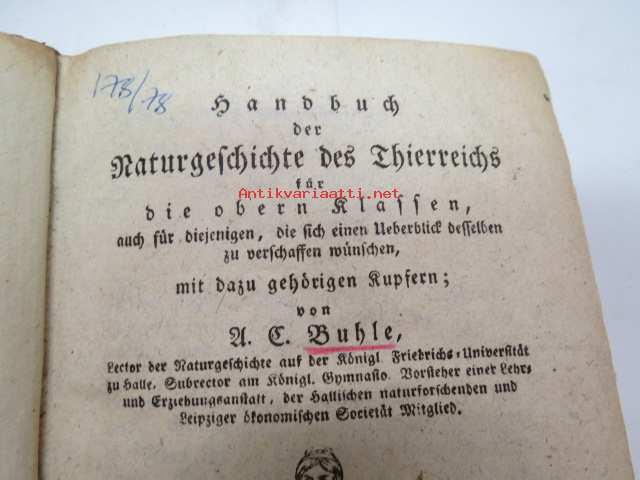 178/78
Handbuch
der
Naturgeschichte des Thierreichs
für
Antikvariaatti.net
die obern Klassen,
auch für diejenigen, die sich einen Ueberblick desselben
zu verschaffen wünschen,
mit dazu gehörigen Kupfern;
von
A. C. Buhle,
Lector der Naturgeschichte auf der Königl. Friedrichs-Universität
zu Halle, Subrector am Königl. Gymnasio, Vorsteher einer Lehr-
und Erziehungsanstalt, der Hallischen naturforschenden und
Leipziger ökonomischen Societät Mitglied.